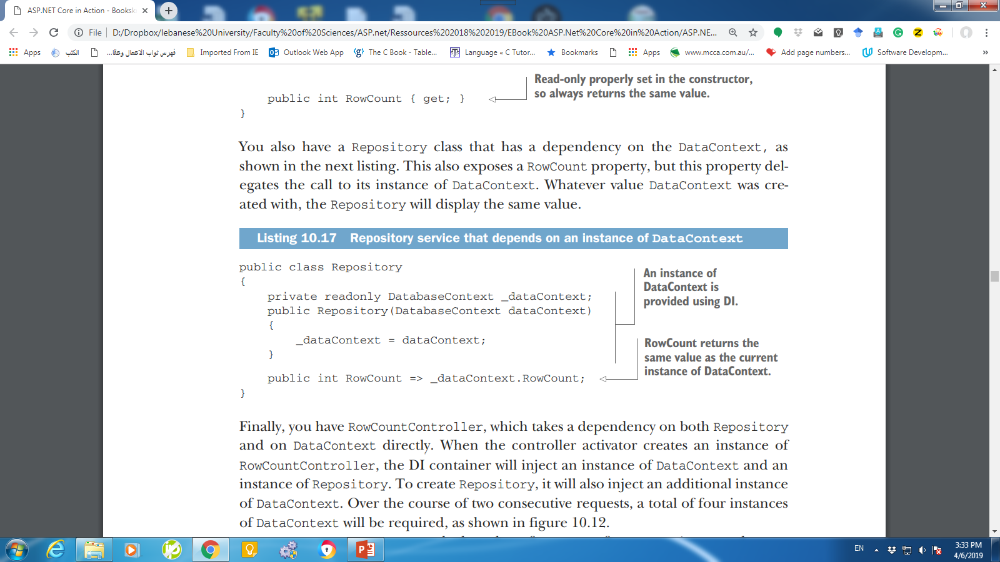 ASP.NET Core in Action - Booksk
File D:/Dropbox/lebanese%20University/Faculty%20of%20Sciences/ASP.net/Ressources%202018%202019/EBook%20ASP.Net%20Core%20in%20Action/ASP.NE...
Apps الكتب فهرس ثواب الاعمال وعقا... Imported From IE Outlook Web App The C Book - Table... Language « C Tutor... Bookmarks Apps www.mcca.com.au/... Add page numbers... Software Developm... »
Read-only properly set in the constructor,
so always returns the same value.
public int RowCount { get; }
}
You also have a Repository class that has a dependency on the DataContext, as
shown in the next listing. This also exposes a RowCount property, but this property del-
egates the call to its instance of DataContext. Whatever value DataContext was cre-
ated with, the Repository will display the same value.
Listing 10.17 Repository service that depends on an instance of DataContext
public class Repository
{
private readonly DatabaseContext _dataContext;
public Repository(DatabaseContext dataContext)
{
_dataContext = dataContext;
}
public int RowCount => _dataContext.RowCount;
}
An instance of
DataContext is
provided using DI.
RowCount returns the
same value as the current
instance of DataContext.
Finally, you have RowCountController, which takes a dependency on both Repository
and on DataContext directly. When the controller activator creates an instance of
RowCountController, the DI container will inject an instance of DataContext and an
instance of Repository. To create Repository, it will also inject an additional instance
of DataContext. Over the course of two consecutive requests, a total of four instances
of DataContext will be required, as shown in figure 10.12.
EN
3:33 PM
4/6/2019